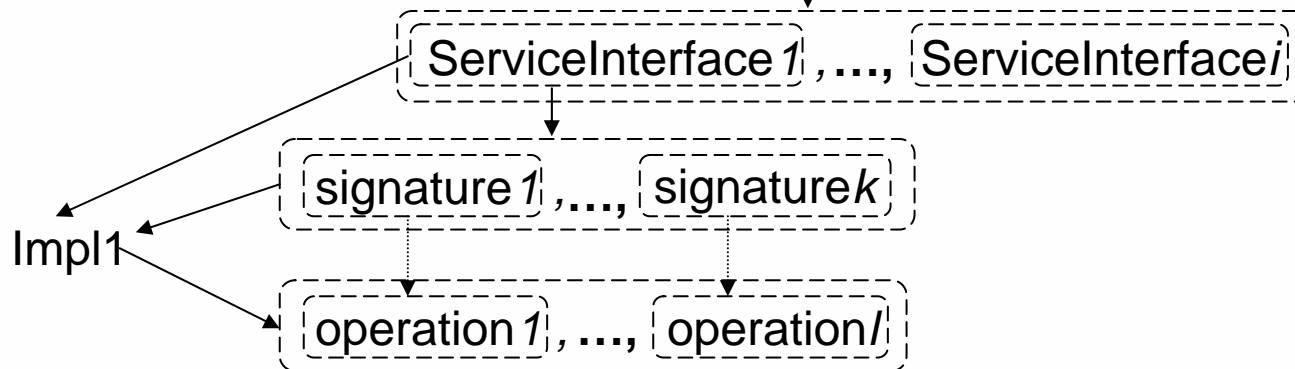 ServiceInterface1, ..., ServiceInterfacei
signature1, ..., signaturek
Impl1
operation1, ..., operationl